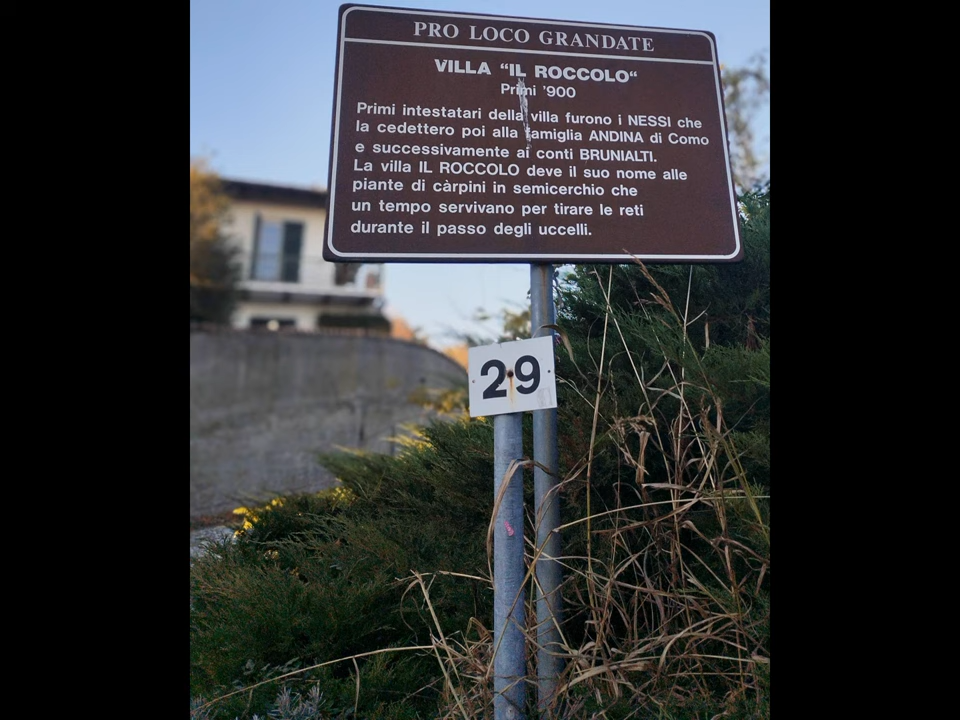 PRO LOCO GRANDATE
VILLA “IL ROCCOLO“
Primi '900
Primi intestatari della villa furono i NESSI che
la cedettero poi alla famiglia ANDINA di Como
e successivamente ai conti BRUNIALTI.
La villa IL ROCCOLO deve il suo nome alle
piante di càrpini in semicerchio che
un tempo servivano per tirare le reti
durante il passo degli uccelli.
29